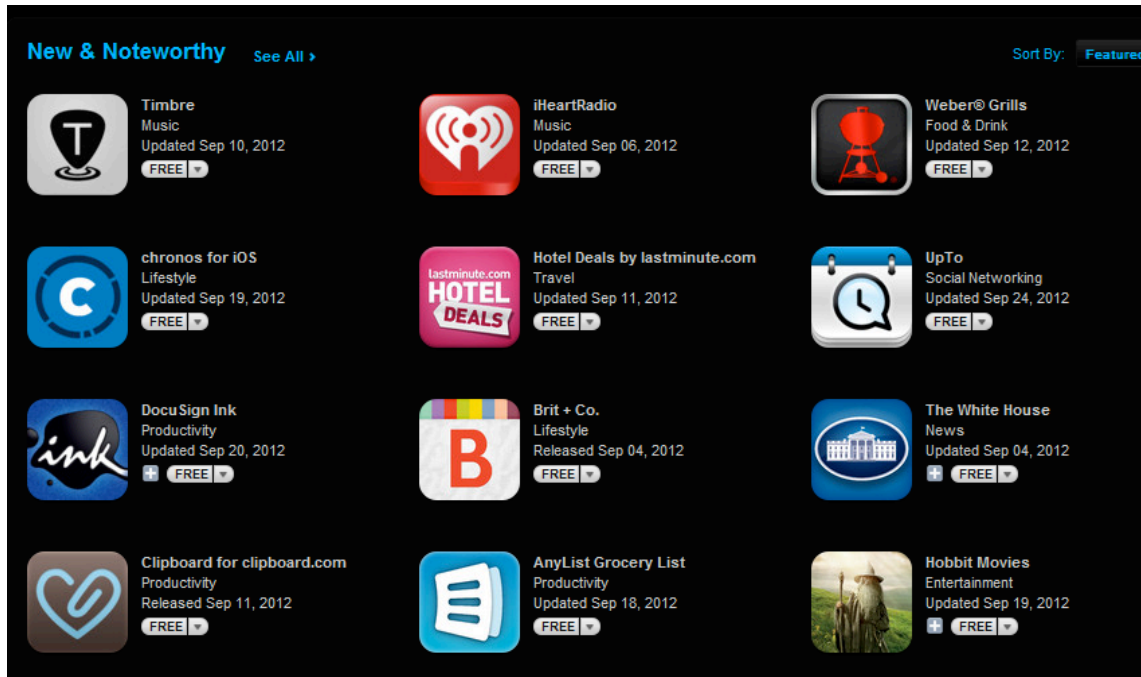 New & Noteworthy See All ›
Sort By: Featured
T
Timbre
Music
Updated Sep 10, 2012
FREE
iHeartRadio
Music
Updated Sep 06, 2012
FREE
Weber® Grills
Food & Drink
Updated Sep 12, 2012
FREE
C
chronos for iOS
Lifestyle
Updated Sep 19, 2012
FREE
lastminute.com
HOTEL
DEALS
Hotel Deals by lastminute.com
Travel
Updated Sep 11, 2012
FREE
UpTo
Social Networking
Updated Sep 24, 2012
FREE
ink
DocuSign Ink
Productivity
Updated Sep 20, 2012
+ FREE
B
Brit + Co.
Lifestyle
Released Sep 04, 2012
FREE
The White House
News
Updated Sep 04, 2012
+ FREE
Clipboard for clipboard.com
Productivity
Released Sep 11, 2012
FREE
AnyList Grocery List
Productivity
Updated Sep 18, 2012
FREE
Hobbit Movies
Entertainment
Updated Sep 19, 2012
+ FREE